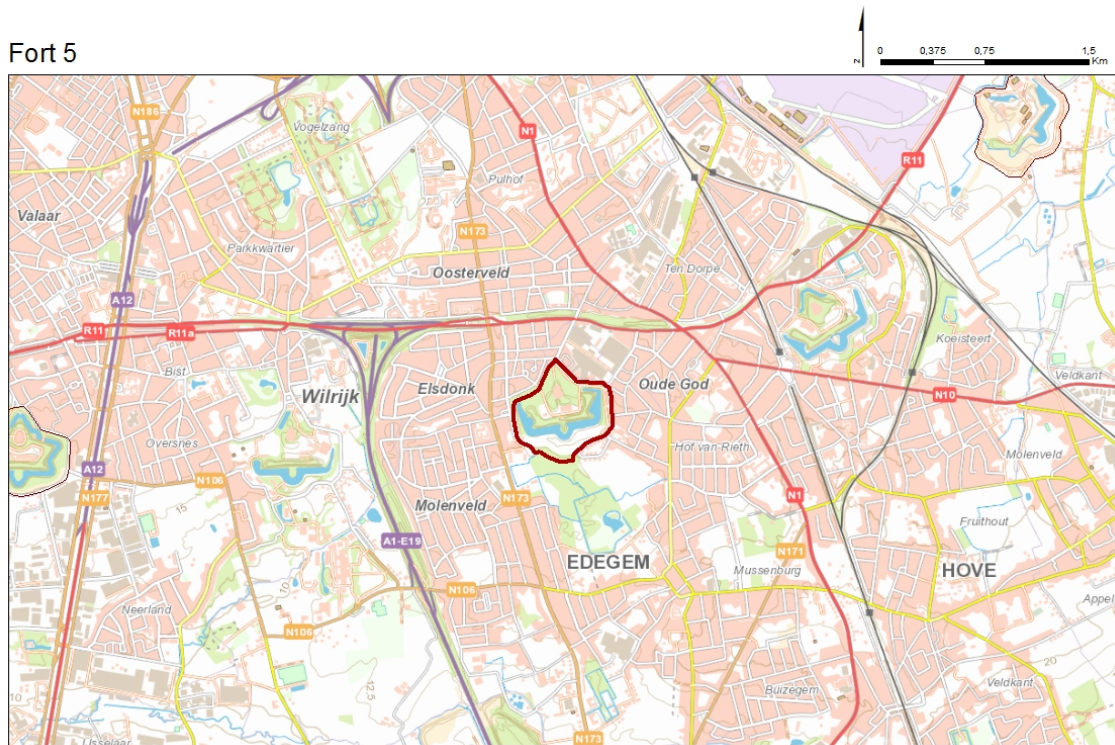 Fort 5
z
0 0,375 0,75 1,5
Km
N186
Vogelzang
N1
R11
Pulhof
Valaar
N173
Parkkwartier
Oosterveld
Ten Dorpe
A12
R11
R11a
Koeisteert
Bist
Elsdonk
Oude God
Veldkant
Wilrijk
N10
Oversnes
Hof van-Rieth
Molenveld
A12
N106
N177
N173
N1
15
Molenveld
Fruithout
A1-E19
N171
EDEGEM
Mussenburg
HOVE
10
N106
Neerland
Appel
N106
20
12,5
Buizegem
Veldkant
10
IJsselaar
N173